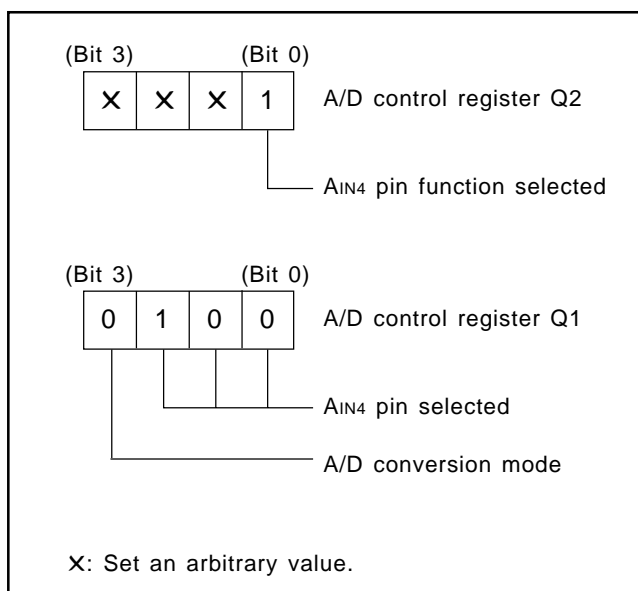 (Bit 3) (Bit 0)
× × × 1 A/D control register Q2
AIN4 pin function selected
(Bit 3) (Bit 0)
0 1 0 0 A/D control register Q1
AIN4 pin selected
A/D conversion mode
×: Set an arbitrary value.